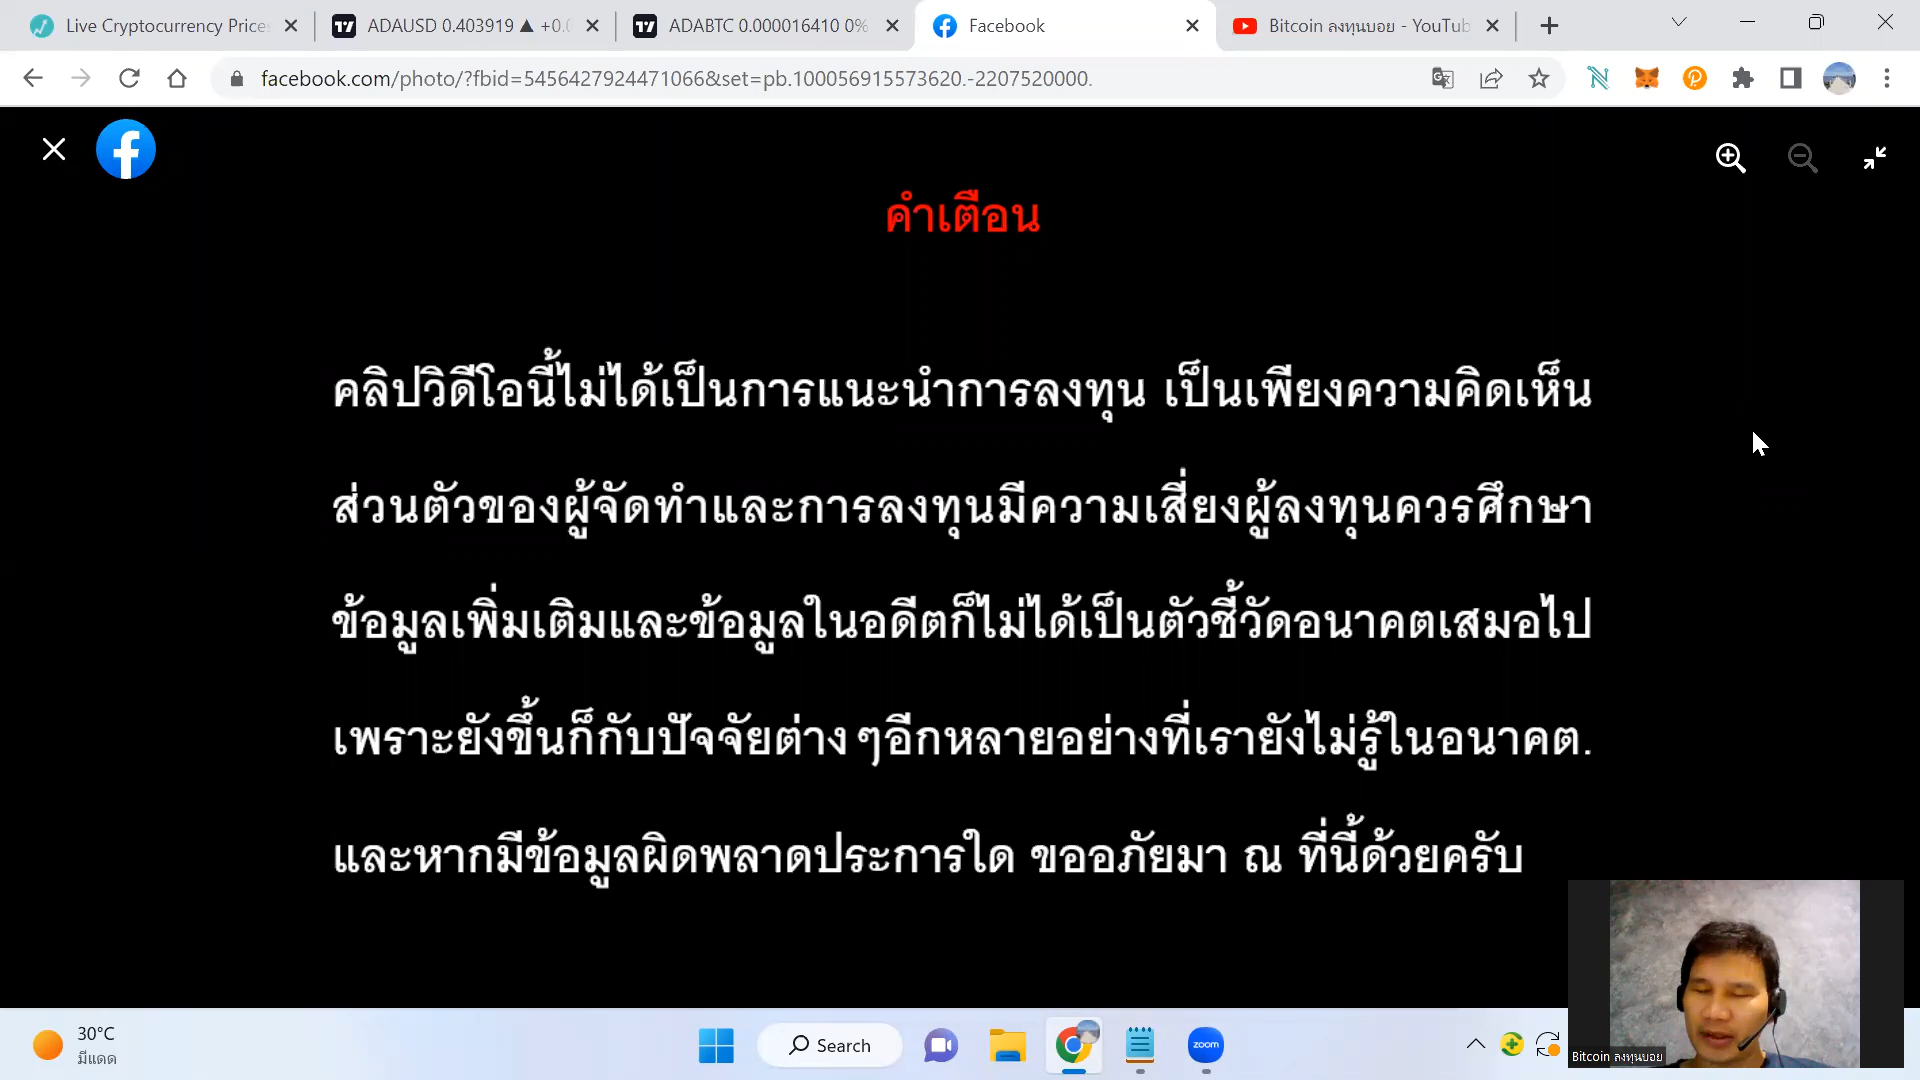 Live Cryptocurrency Price
ADAUSD 0.403919 ▲ +0.
ADABTC 0.000016410 0%
Facebook
Bitcoin ลงทุนบอย - YouTub
facebook.com/photo/?fbid=5456427924471066&set=pb.100056915573620.-2207520000.
คำเตือน
คลิปวิดีโอนี้ไม่ได้เป็นการแนะนำการลงทุน เป็นเพียงความคิดเห็น
ส่วนตัวของผู้จัดทำและการลงทุนมีความเสี่ยงผู้ลงทุนควรศึกษา
ข้อมูลเพิ่มเติมและข้อมูลในอดีตก็ไม่ได้เป็นตัวชี้วัดอนาคตเสมอไป
เพราะยังขึ้นก็กับปัจจัยต่าง ๆอีกหลายอย่างที่เรายังไม่รู้ในอนาคต.
และหากมีข้อมูลผิดพลาดประการใด ขออภัยมา ณ ที่นี้ด้วยครับ
30°C
มีแดด
Search
zoom
Bitcoin ลงทุนบอย